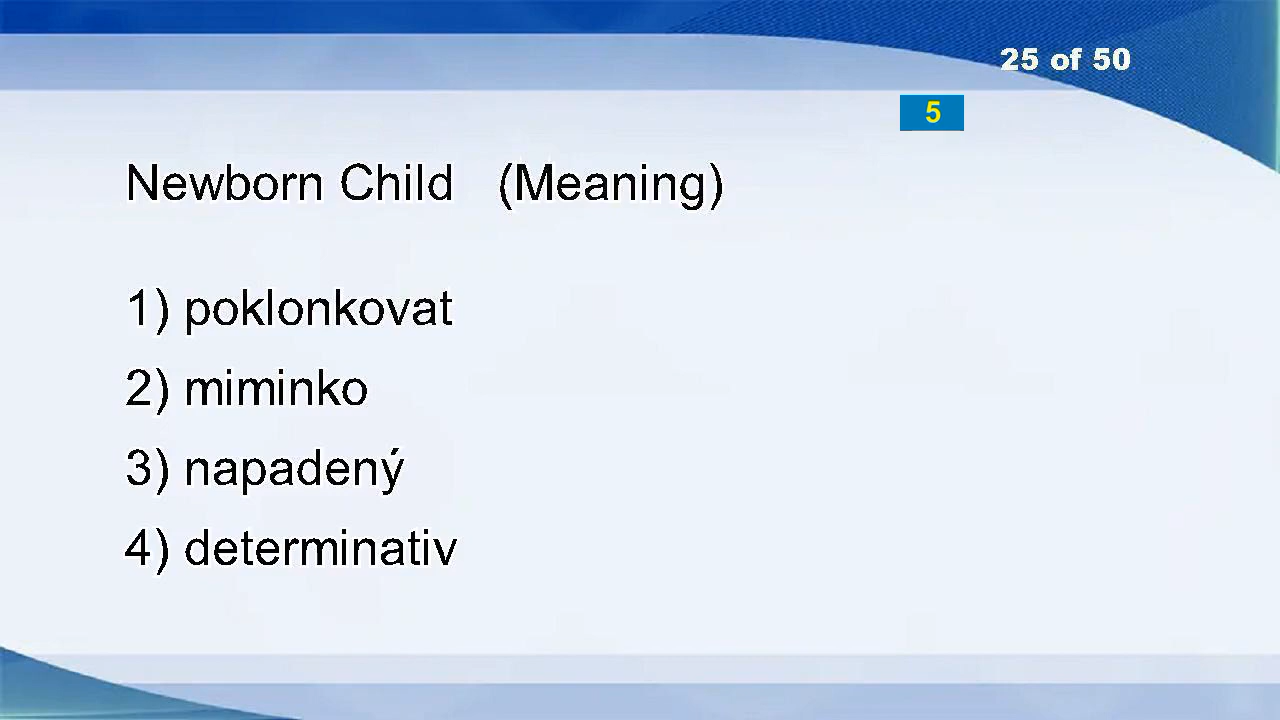 25 of 50
5
Newborn Child (Meaning)
1) poklonkovat
2) miminko
3) napadený
4) determinativ